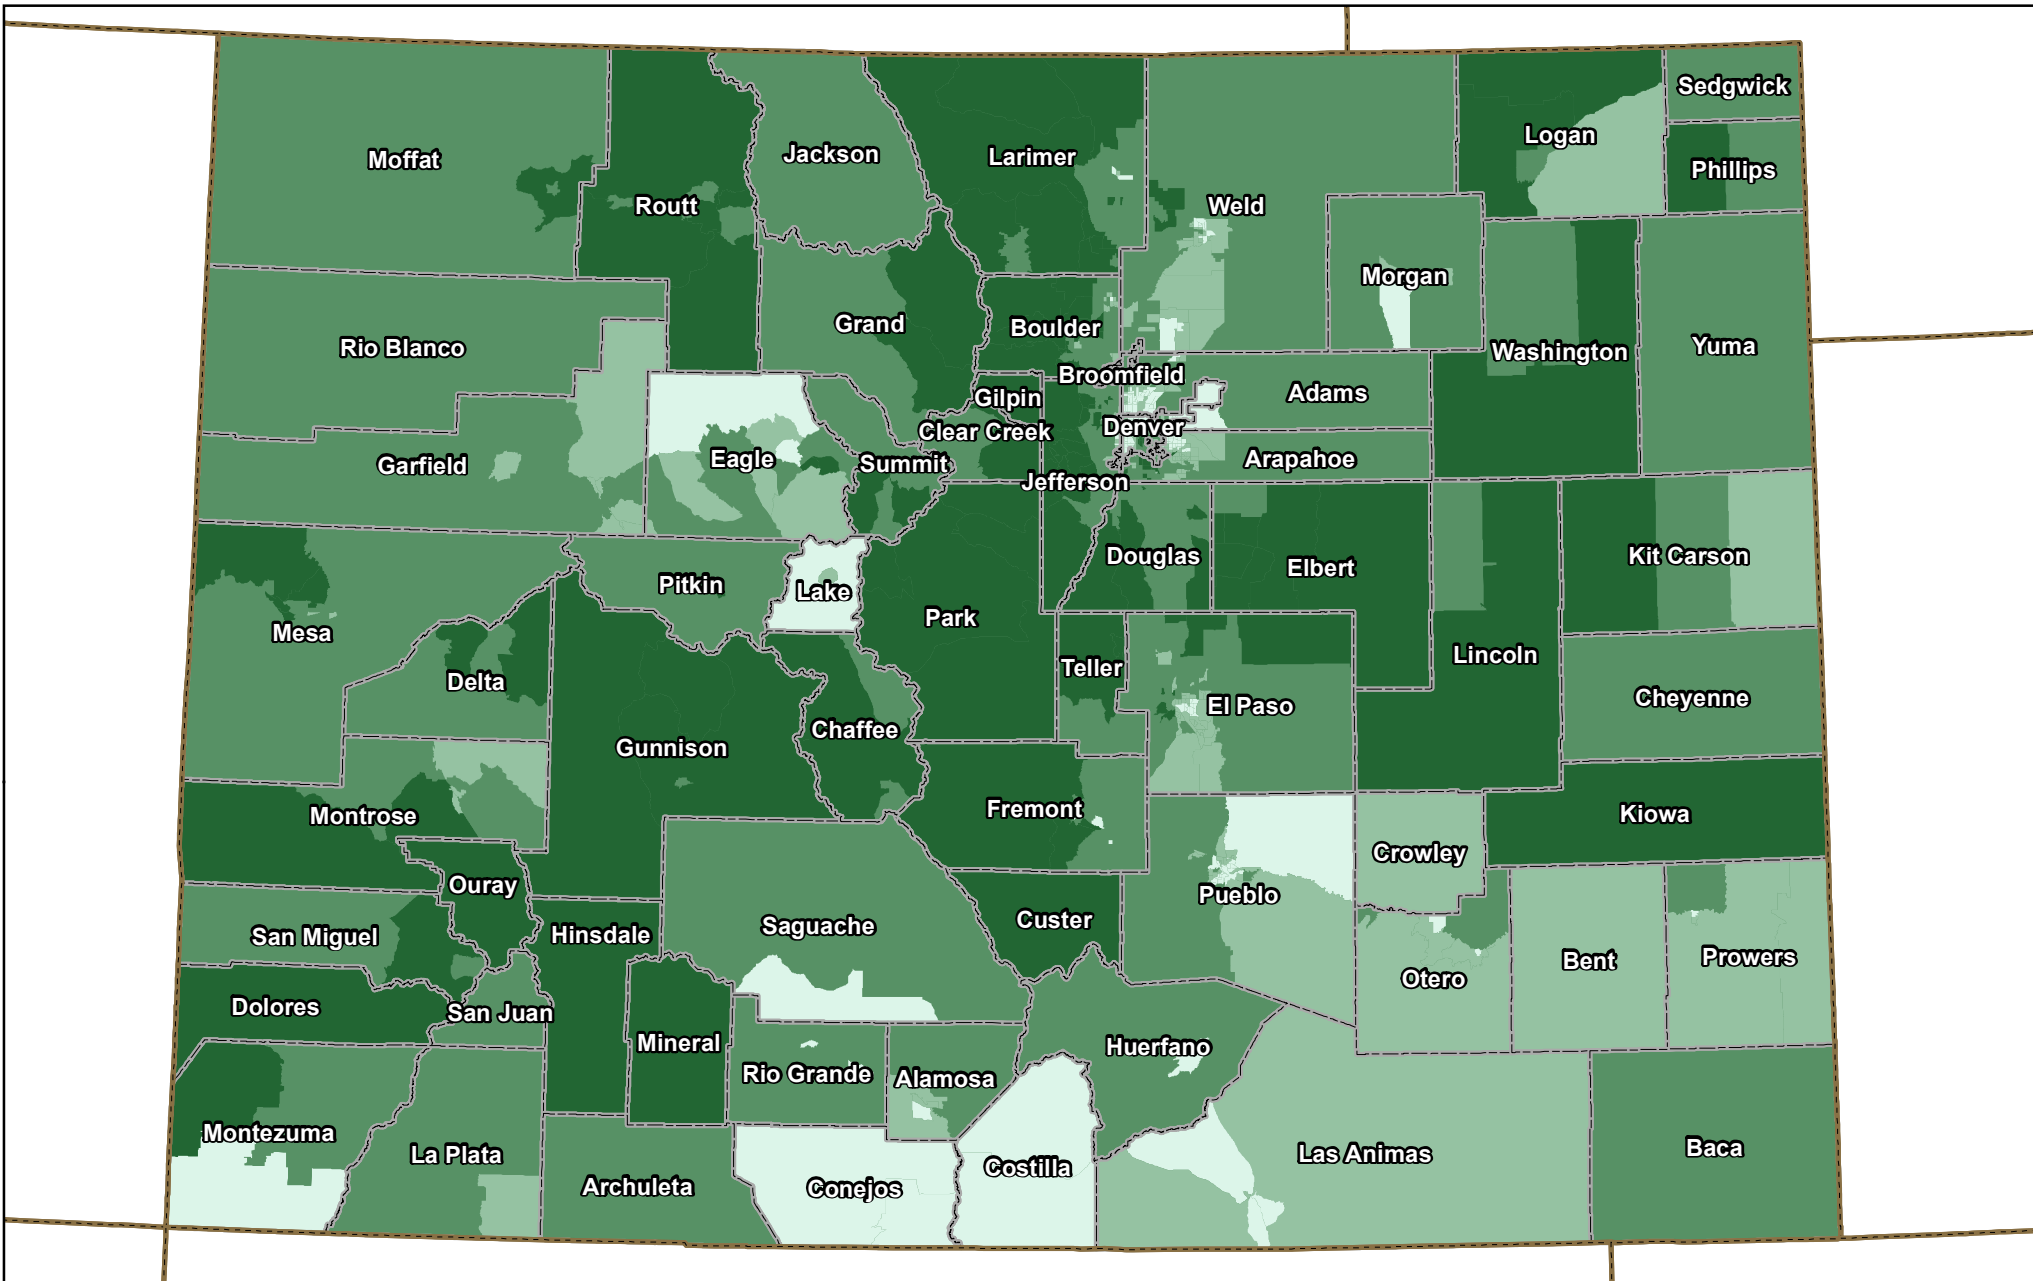 Sedgwick
Logan
Moffat
Jackson
Larimer
Phillips
Routt
Weld
Morgan
Grand
Boulder
Rio Blanco
Washington
Yuma
Broomfield
Gilpin
Adams
Clear Creek
Denver
Garfield
Eagle
Summit
Arapahoe
Jefferson
Douglas
Kit Carson
Elbert
Pitkin
Lake
Park
Mesa
Lincoln
Teller
Delta
Cheyenne
El Paso
Chaffee
Gunnison
Fremont
Montrose
Kiowa
Crowley
Ouray
Pueblo
Custer
Saguache
San Miguel
Hinsdale
Prowers
Bent
Otero
Dolores
San Juan
Mineral
Huerfano
Rio Grande
Alamosa
Montezuma
La Plata
Las Animas
Baca
Costilla
Archuleta
Conejos